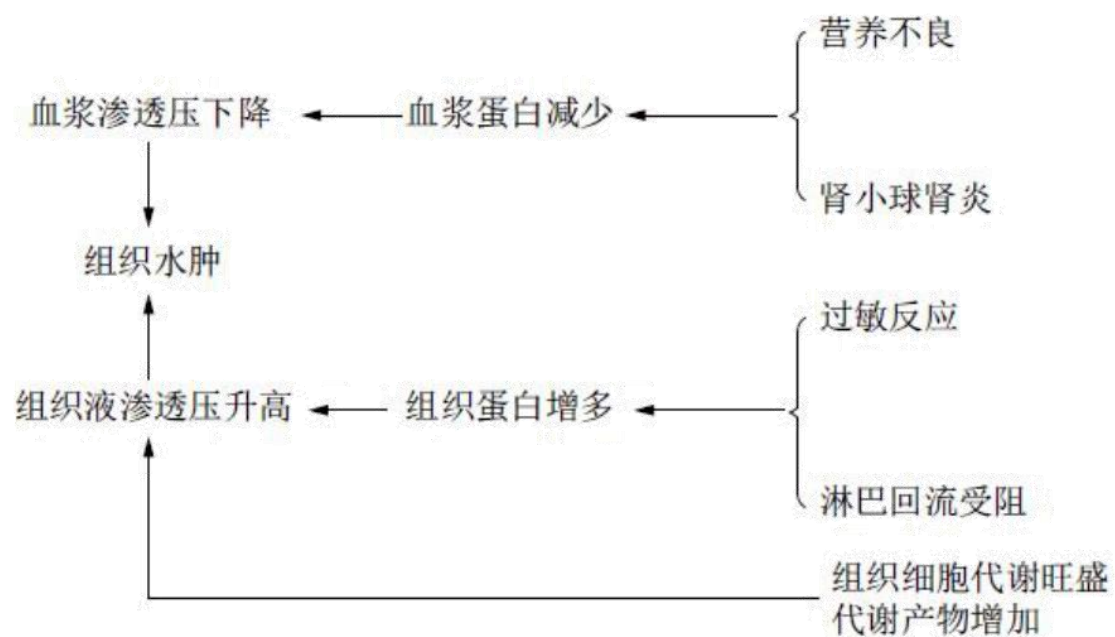 营养不良
血浆渗透压下降
血浆蛋白减少
肾小球肾炎
组织水肿
过敏反应
组织液渗透压升高
组织蛋白增多
淋巴回流受阻
组织细胞代谢旺盛
代谢产物增加